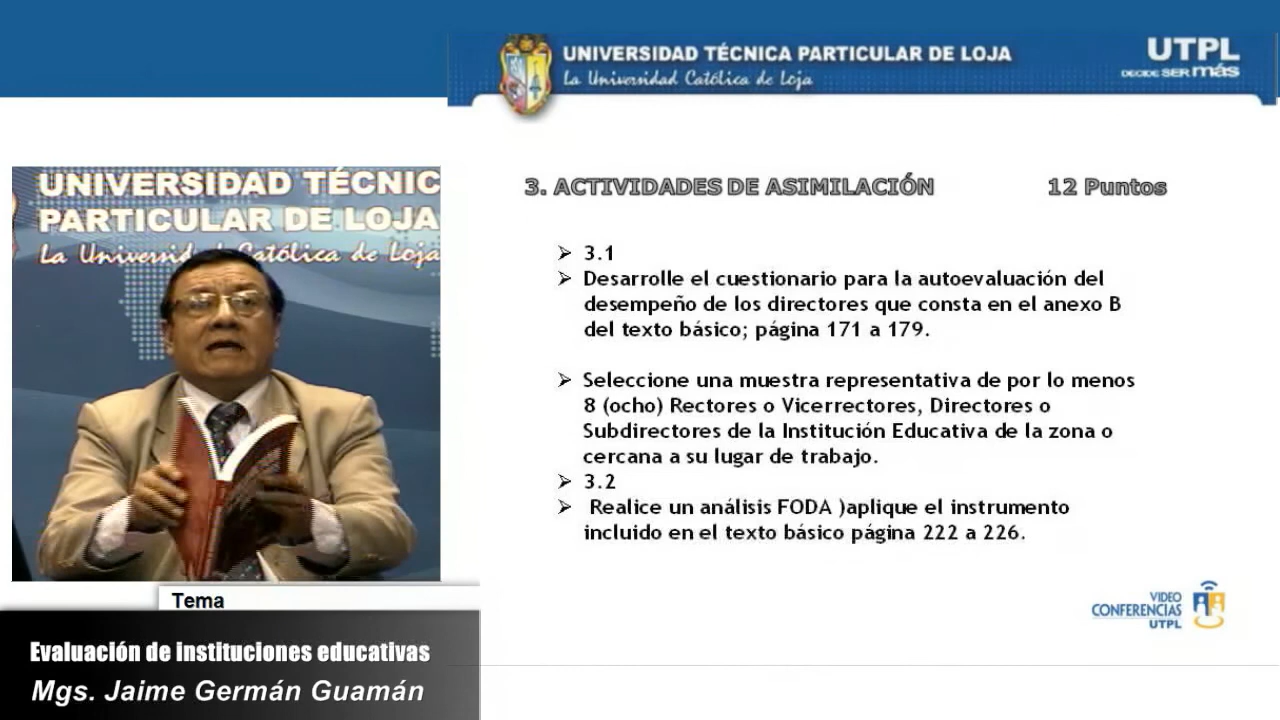 UNIVERSIDAD TÉCNICA PARTICULAR DE LOJA
La Universidad Católica de Loja
UTPL
DECIDE SER más
UNIVERSIDAD TÉCNIC
PARTICULAR DE LOJA
La Universid Católica de Loja
3. ACTIVIDADES DE ASIMILACIÓN 12 Puntos
➢ 3.1
➢ Desarrolle el cuestionario para la autoevaluación del
desempeño de los directores que consta en el anexo B
del texto básico; página 171 a 179.
➢ Seleccione una muestra representativa de por lo menos
8 (ocho) Rectores o Vicerrectores, Directores o
Subdirectores de la Institución Educativa de la zona o
cercana a su lugar de trabajo.
➢ 3.2
➢ Realice un análisis FODA )aplique el instrumento
incluido en el texto básico página 222 a 226.
VIDEO
CONFERENCIAS
UTPL
Tema
Evaluación de instituciones educativas
Mgs. Jaime Germán Guamán